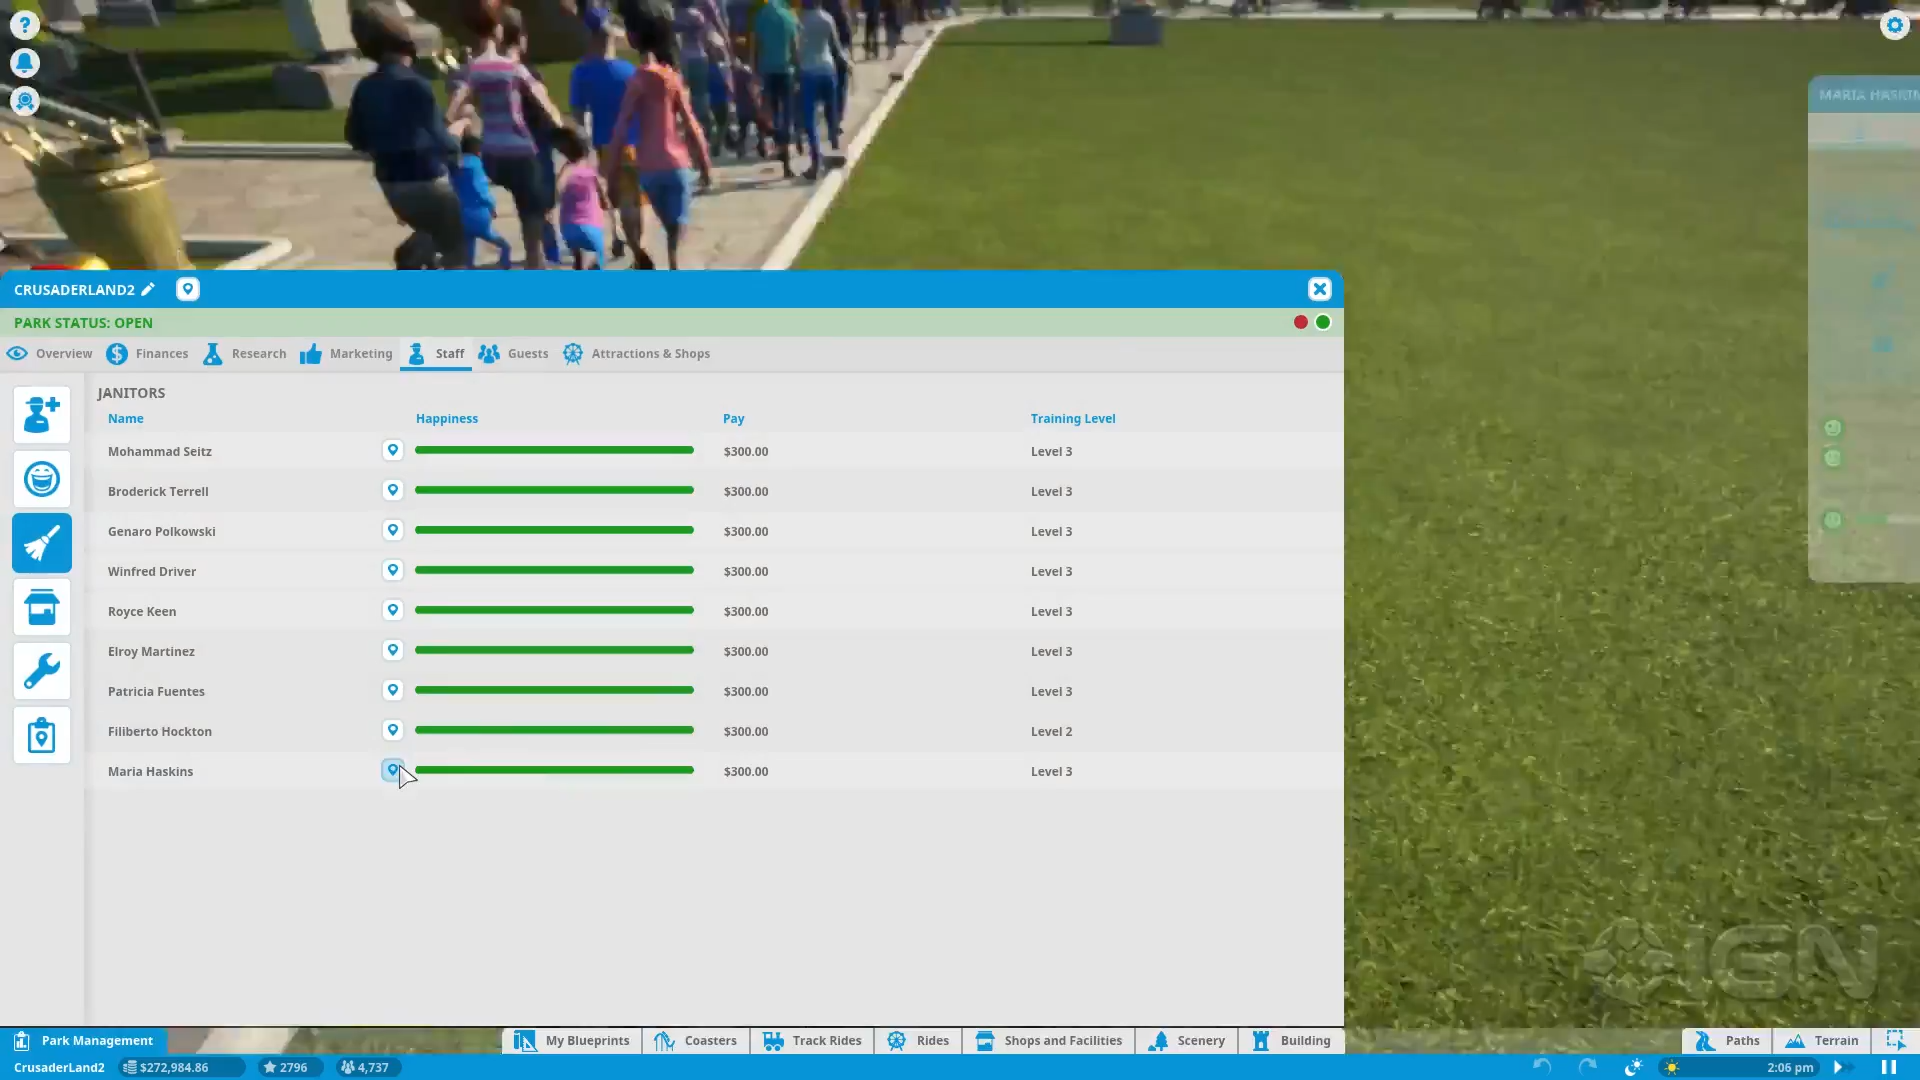 MARIA HASKIN
CRUSADERLAND2
PARK STATUS: OPEN
Overview Finances Research Marketing Staff Guests Attractions & Shops
JANITORS
Name Happiness Pay Training Level
Mohammad Seitz $300.00 Level 3
Broderick Terrell $300.00 Level 3
Genaro Polkowski $300.00 Level 3
Winfred Driver $300.00 Level 3
Royce Keen $300.00 Level 3
Elroy Martinez $300.00 Level 3
Patricia Fuentes $300.00 Level 3
Filiberto Hockton $300.00 Level 2
Maria Haskins $300.00 Level 3
IGN
Park Management My Blueprints Coasters Track Rides Rides Shops and Facilities Scenery Building Paths Terrain
CrusaderLand2 $272,984.86 2796 4,737 2:06 pm